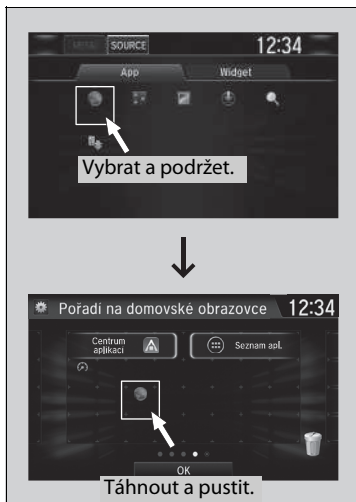 MENU SOURCE 12:34
App Widget
Vybrat a podržet.
Pořadí na domovské obrazovce 12:34
Centrum
aplikací
Seznam apl.
OK
Táhnout a pustit.